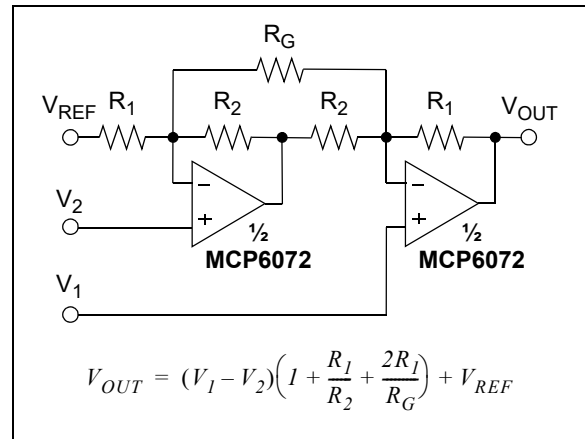 R_G
V_REF R_1 R_2 R_2 R_1 V_OUT
V_2
− +
½
MCP6072
− +
½
MCP6072
V_1
V_OUT = (V_1 – V_2)(1 + R_1/R_2 + 2R_1/R_G) + V_REF